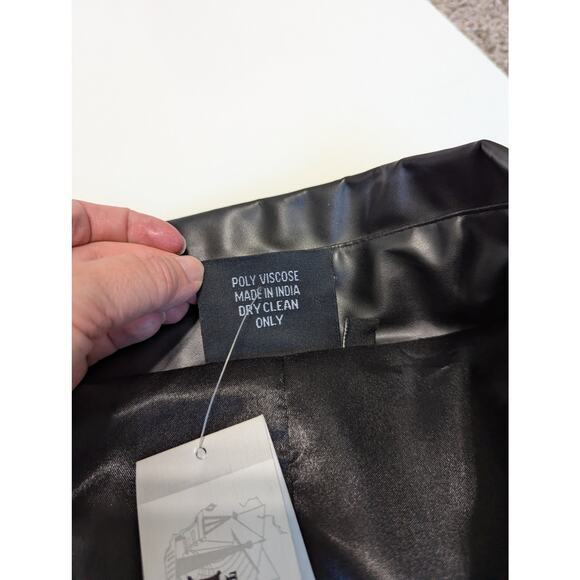 POLY VISCOSE
MADE IN INDIA
DRY CLEAN
ONLY